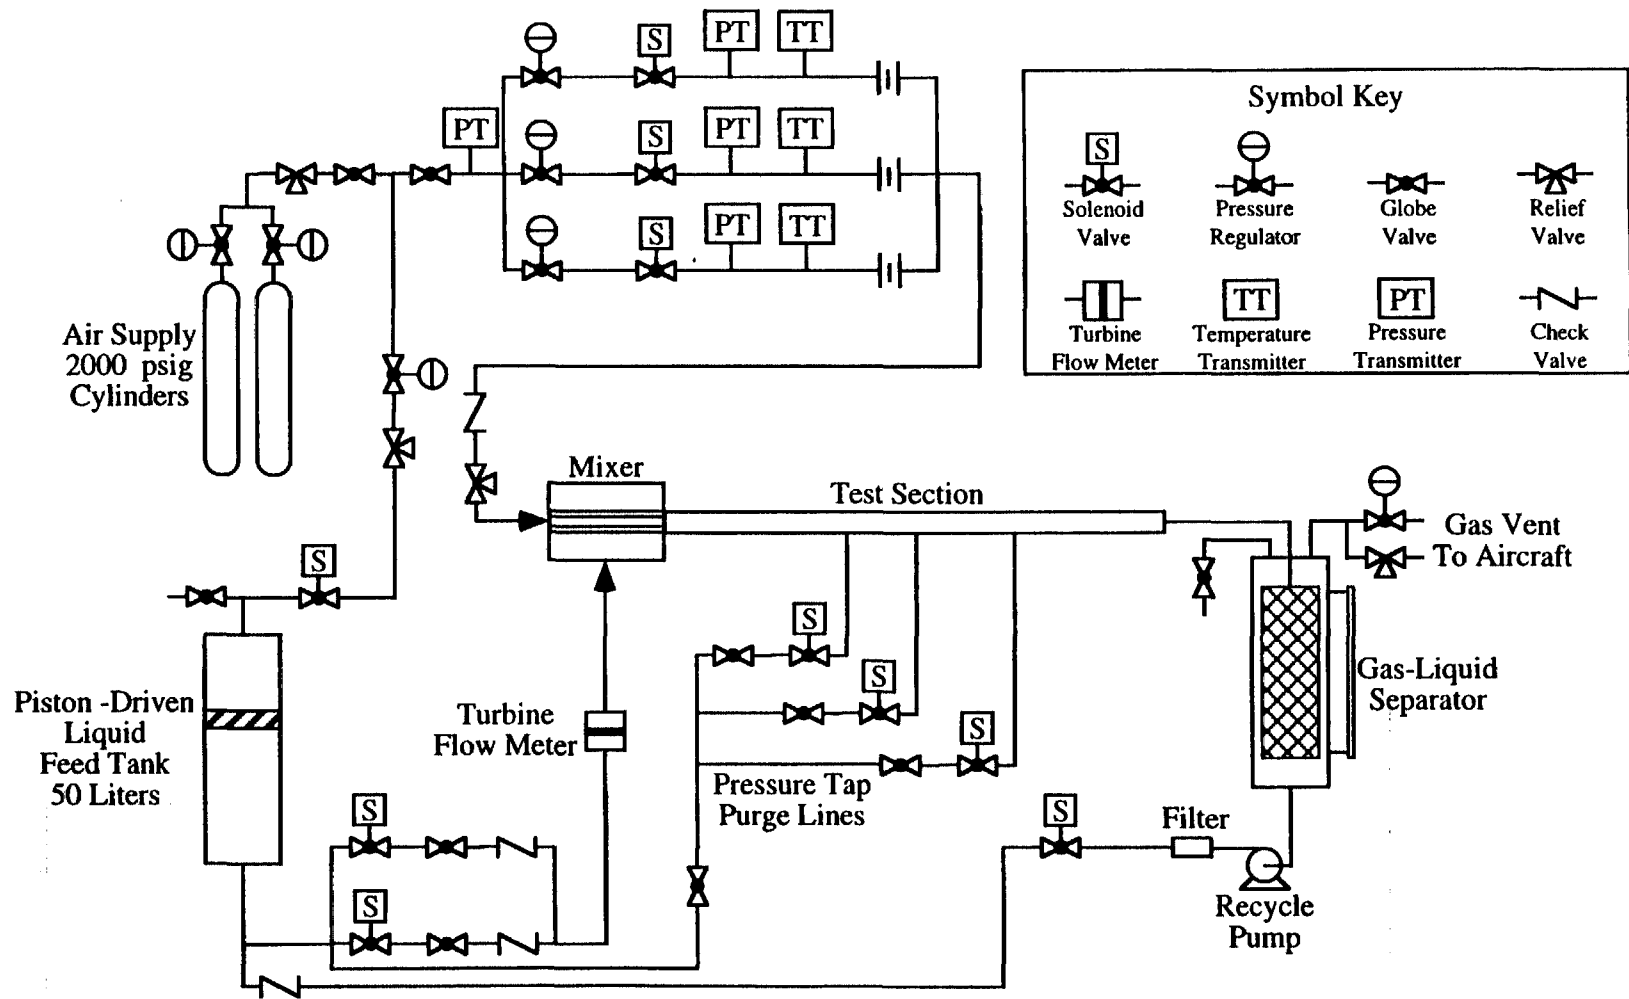 S
PT
TT
PT
S
PT
TT
S
PT
TT
Symbol Key
S
Solenoid
Valve
Pressure
Regulator
Globe
Valve
Relief
Valve
Turbine
Flow Meter
TT
Temperature
Transmitter
PT
Pressure
Transmitter
Check
Valve
Air Supply
2000 psig
Cylinders
Mixer
Test Section
Gas Vent
To Aircraft
S
S
S
S
Piston -Driven
Liquid
Feed Tank
50 Liters
Turbine
Flow Meter
Pressure Tap
Purge Lines
Gas-Liquid
Separator
S
S
S
Filter
Recycle
Pump